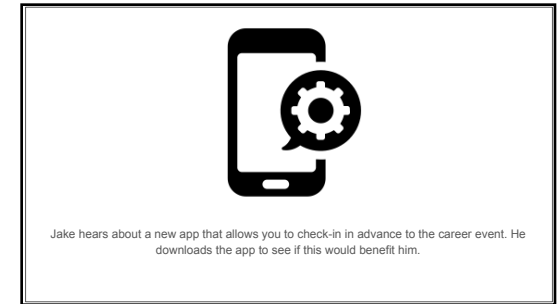 Jake hears about a new app that allows you to check-in in advance to the career event. He
downloads the app to see if this would benefit him.